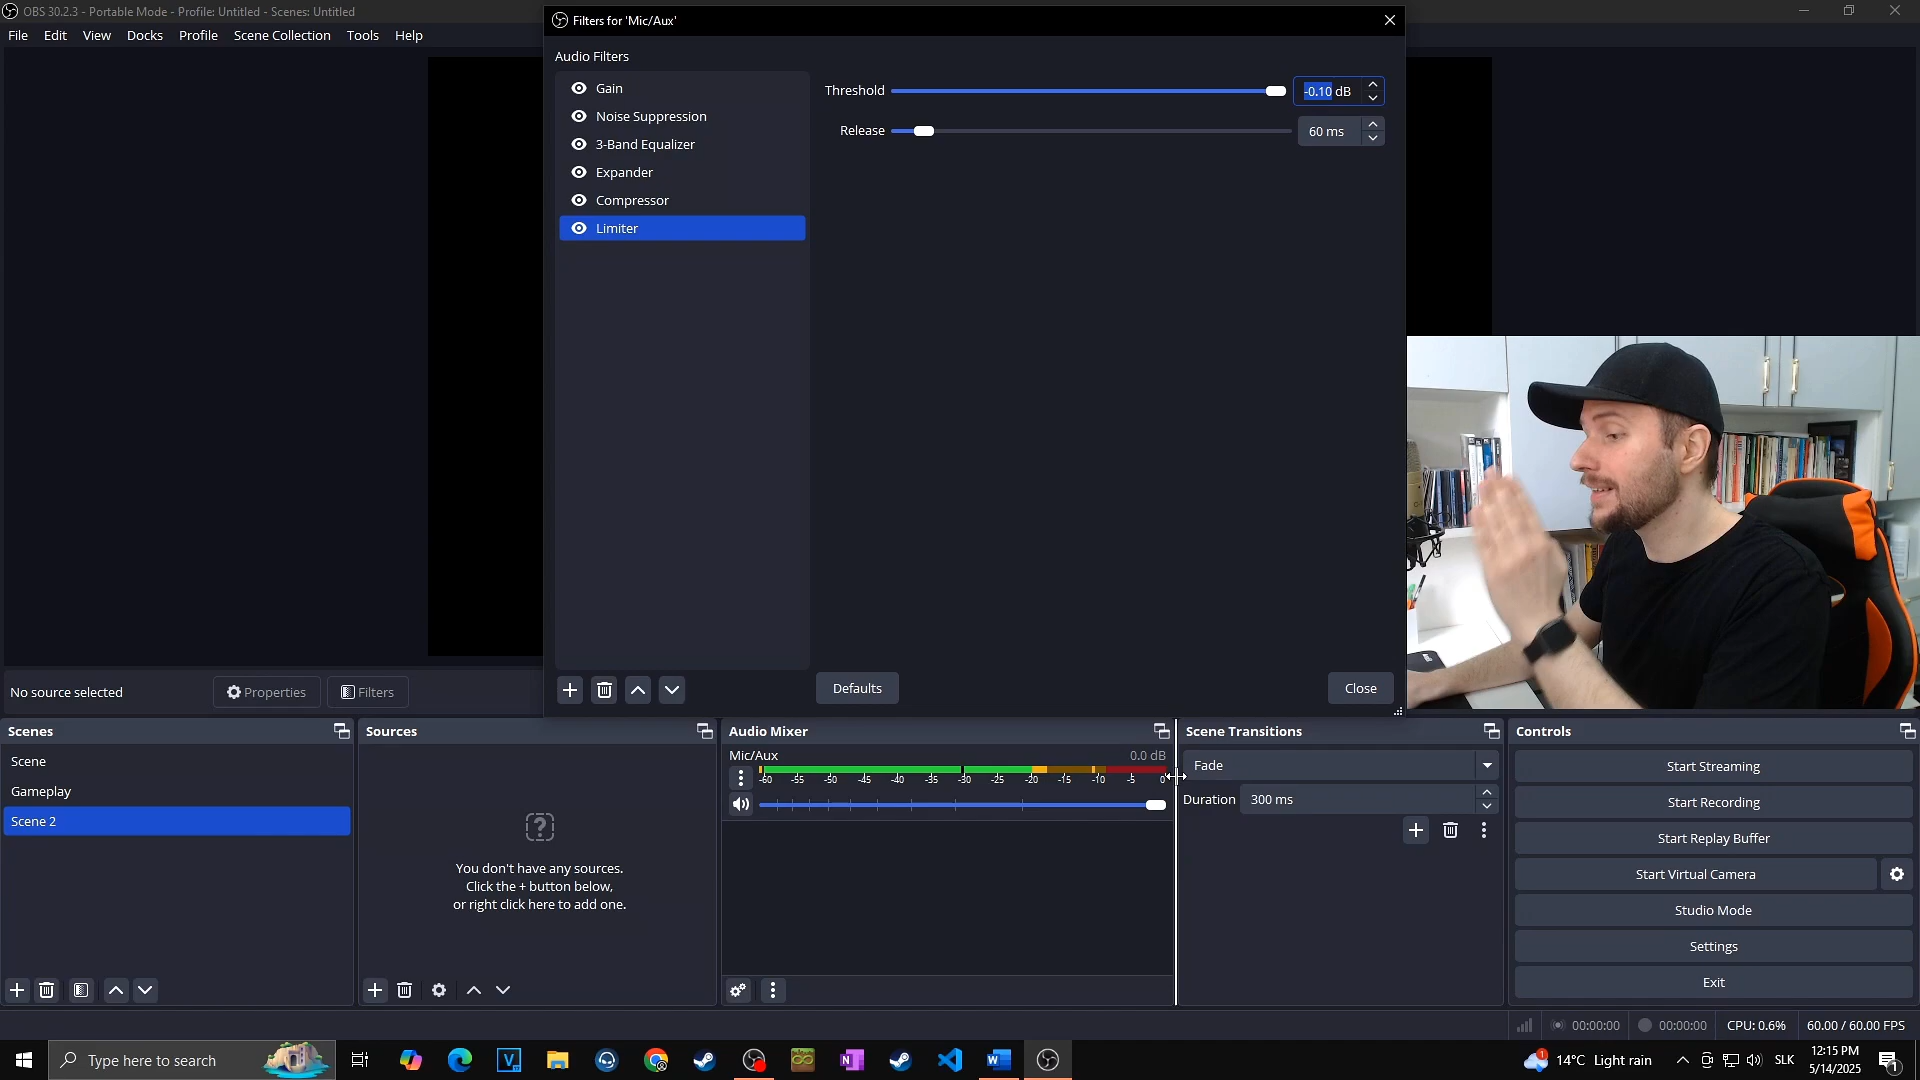 OBS 30.2.3 - Portable Mode - Profile: Untitled - Scenes: Untitled
File Edit View Docks Profile Scene Collection Tools Help
Filters for 'Mic/Aux'
Audio Filters
Gain
Noise Suppression
3-Band Equalizer
Expander
Compressor
Limiter
Threshold -0.10 dB
Release 60 ms
Defaults
Close
No source selected
Properties
Filters
Scenes
Scene
Gameplay
Scene 2
Sources
You don't have any sources.
Click the + button below,
or right click here to add one.
Audio Mixer
Mic/Aux 0.0 dB
-60 -55 -50 -45 -40 -35 -30 -25 -20 -15 -10 -5 0
Scene Transitions
Fade
Duration 300 ms
Controls
Start Streaming
Start Recording
Start Replay Buffer
Start Virtual Camera
Studio Mode
Settings
Exit
00:00:00 00:00:00 CPU: 0.6% 60.00 / 60.00 FPS
Type here to search
1 14°C Light rain SLK
12:15 PM
5/14/2025
1